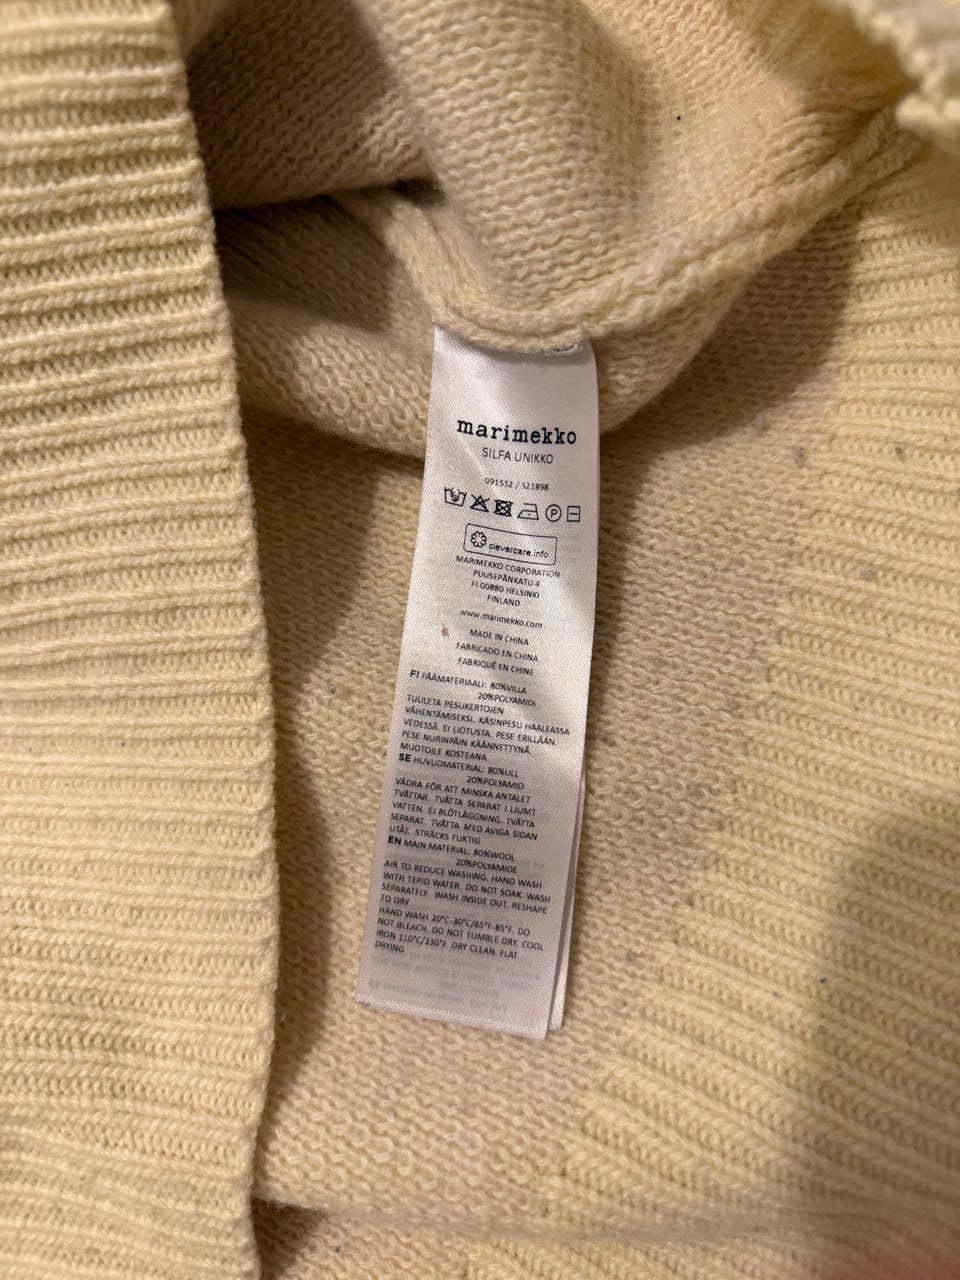 marimekko
SILFA UNIKKO
091552 / 521898
clevercare.info
MARIMEKKO CORPORATION
PUUSEPÄNKATU 4
FI-00880 HELSINKI
FINLAND
www.marimekko.com
MADE IN CHINA
FABRICADO EN CHINA
FABRIQUÉ EN CHINE
FI PÄÄMATERIAALI: 80%VILLA
20%POLYAMIDI
TUULETA PESUKERTOJEN
VÄHENTÄMISEKSI. KÄSINPESU HAALEASSA
VEDESSÄ. EI LIOTUSTA. PESE ERILLÄÄN.
PESE NURINPÄIN KÄÄNNETTYNÄ.
MUOTOILE KOSTEANA
SE HUVUDMATERIAL: 80%ULL
20%POLYAMID
VÄDRA FÖR ATT MINSKA ANTALET
TVÄTTAR. TVÄTTA SEPARAT I LJUMT
VATTEN. EJ BLÖTLÄGGNING. TVÄTTA
SEPARAT. TVÄTTA MED AVIGA SIDAN
UTÅT. STRÄCKS FUKTIG
EN MAIN MATERIAL: 80%WOOL
20%POLYAMIDE
AIR TO REDUCE WASHING. HAND WASH
WITH TEPID WATER. DO NOT SOAK. WASH
SEPARATELY. WASH INSIDE OUT. RESHAPE
TO DRY
HAND WASH 20°C-30°C/65°F-85°F. DO
NOT BLEACH. DO NOT TUMBLE DRY. COOL
IRON 110°C/230°F. DRY CLEAN. FLAT
DRYING